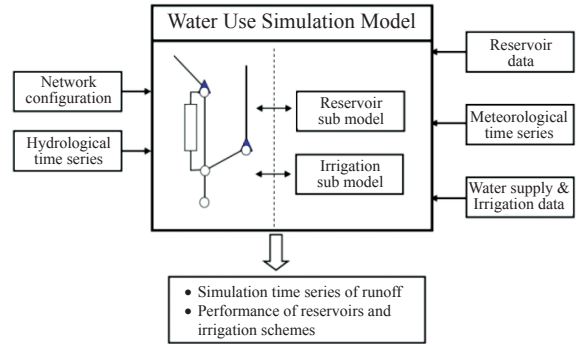 Water Use Simulation Model
Network
configuration
Hydrological
time series
Reservoir
sub model
Irrigation
sub model
Reservoir
data
Meteorological
time series
Water supply &
Irrigation data
• Simulation time series of runoff
• Performance of reservoirs and
irrigation schemes